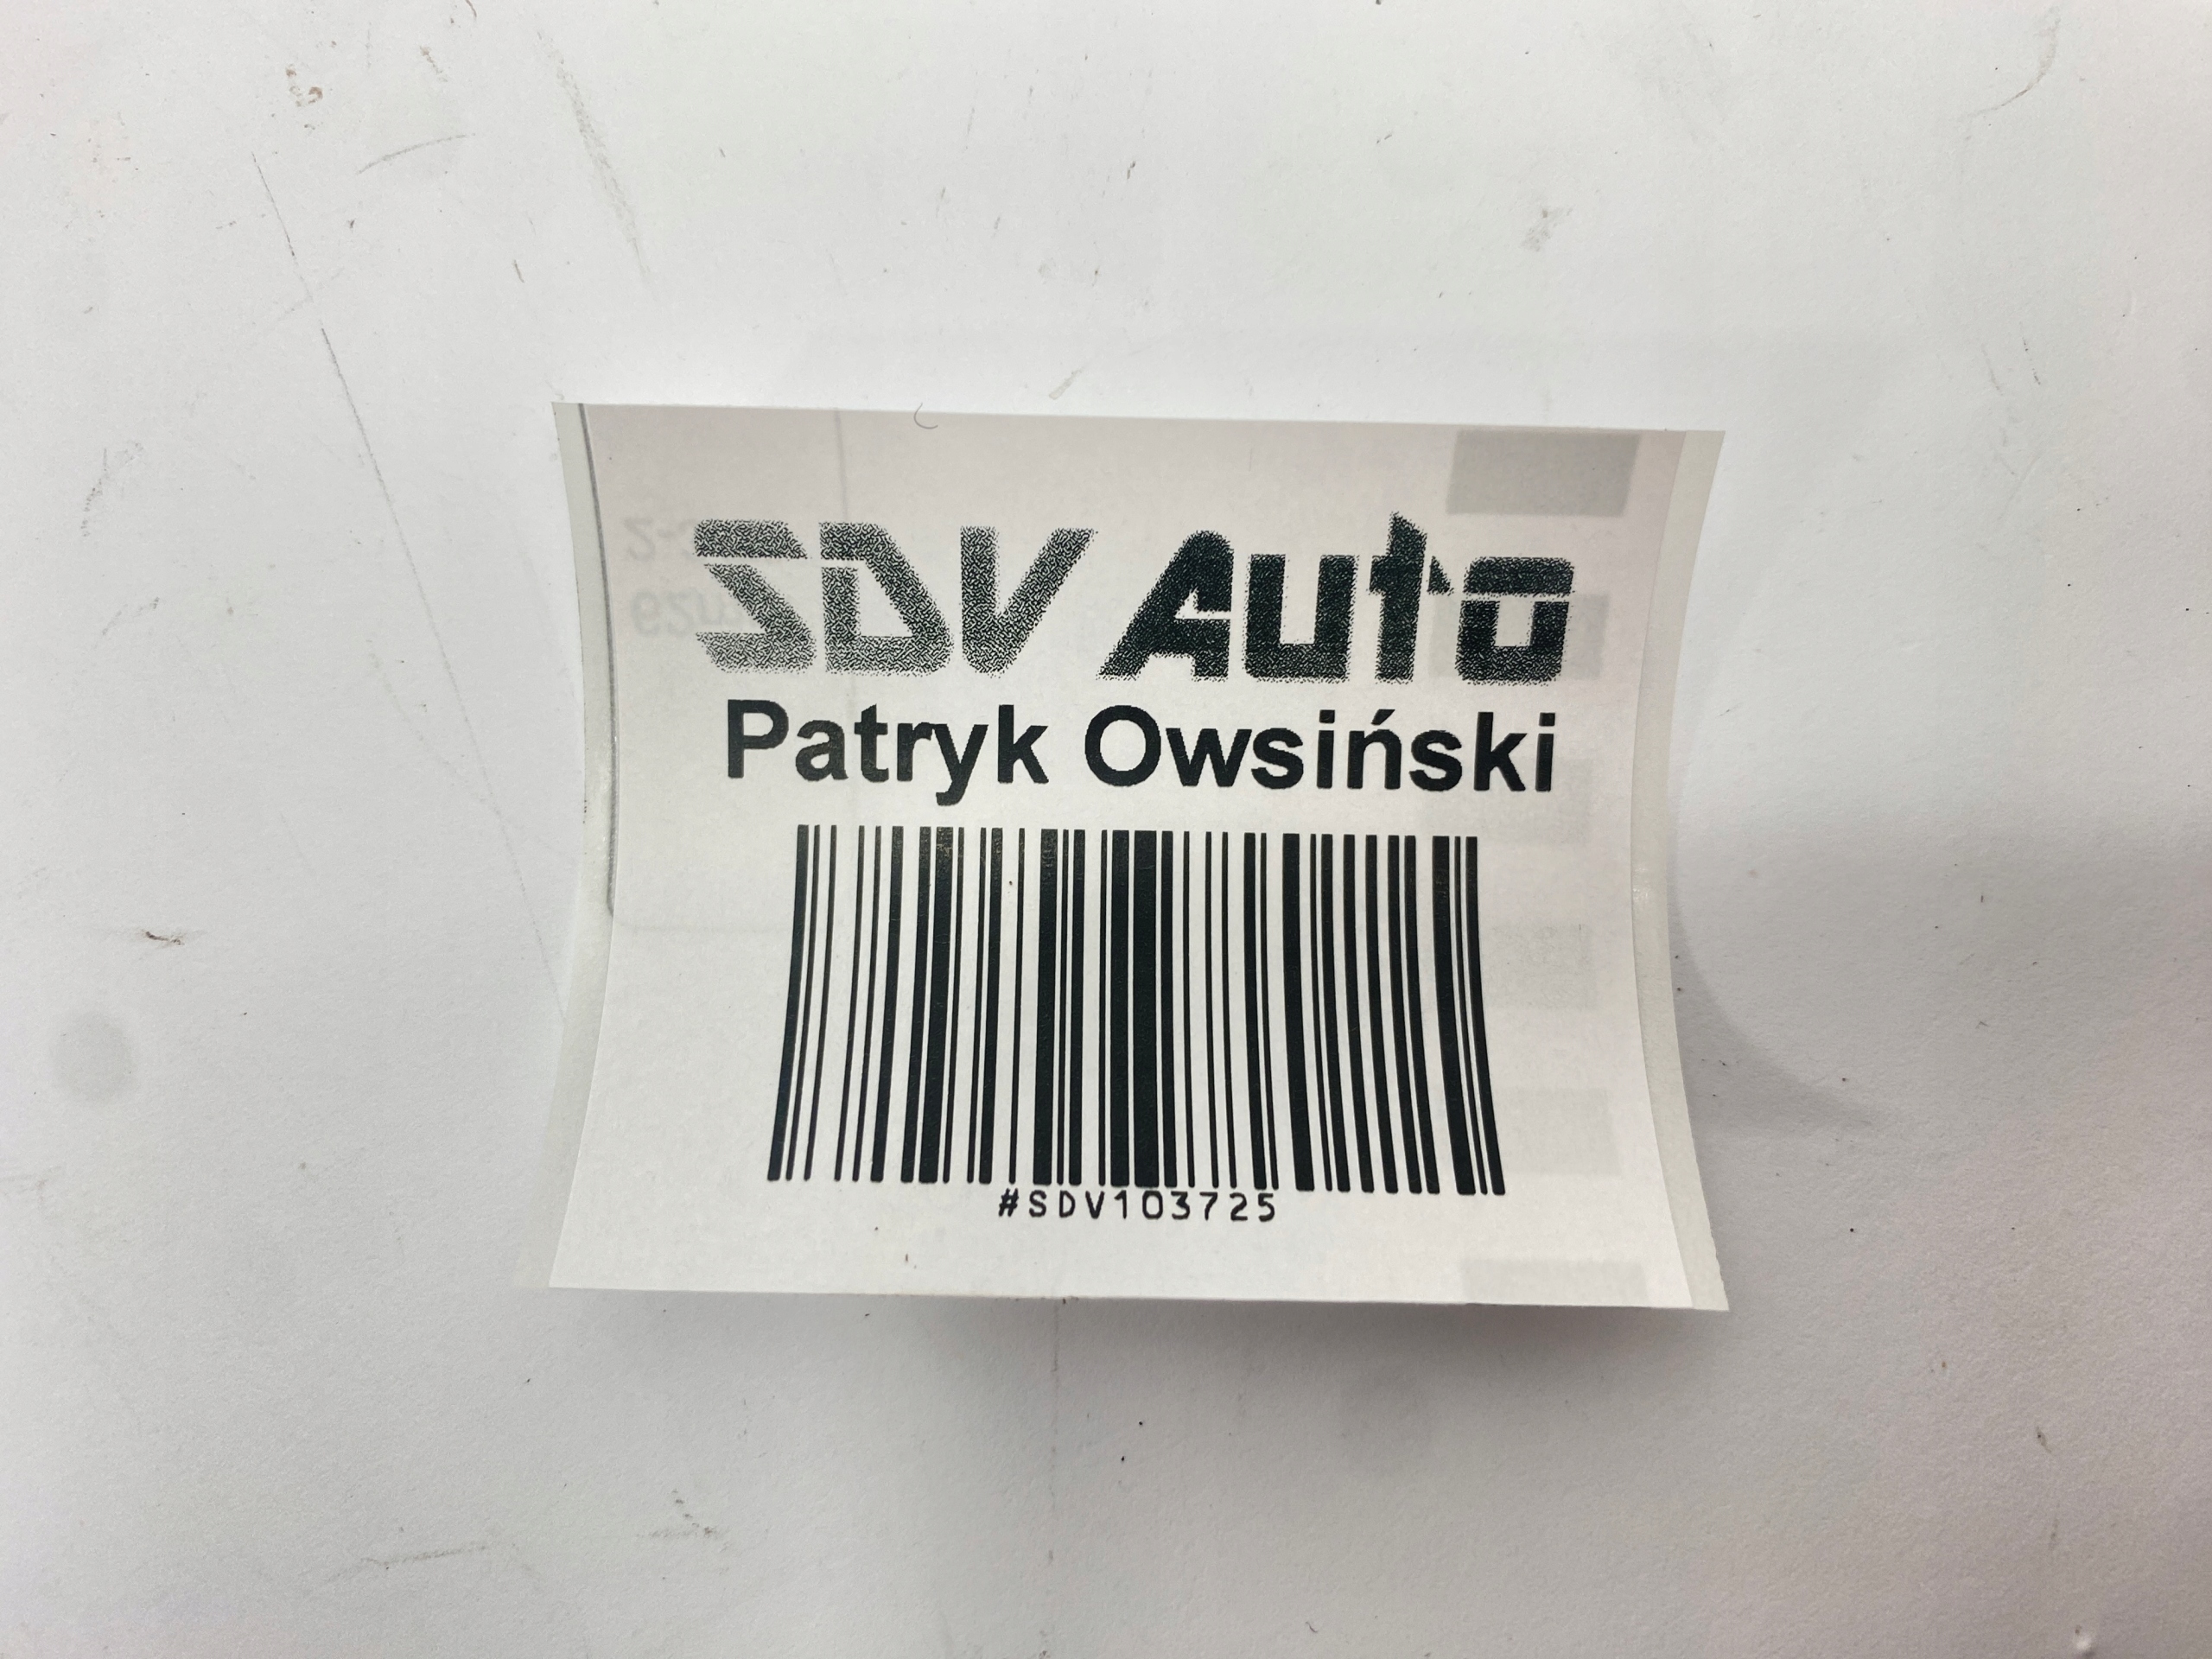 SDV Auto
Patryk Owsiński
#SDV103725